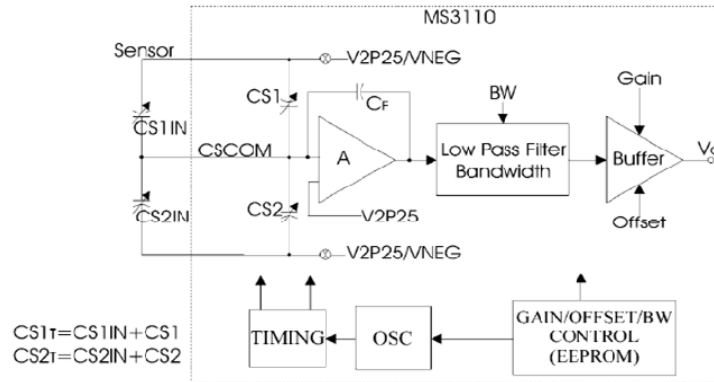 MS3110
Sensor
V2P25/VNEG
CS1
CF
CS1IN
CSCOM
A
BW
Low Pass Filter
Bandwidth
Gain
Buffer
CS2IN
CS2
V2P25
Offset
V2P25/VNEG
CS1T=CS1IN+CS1
CS2T=CS2IN+CS2
TIMING
OSC
GAIN/OFFSET/BW
CONTROL
(EEPROM)